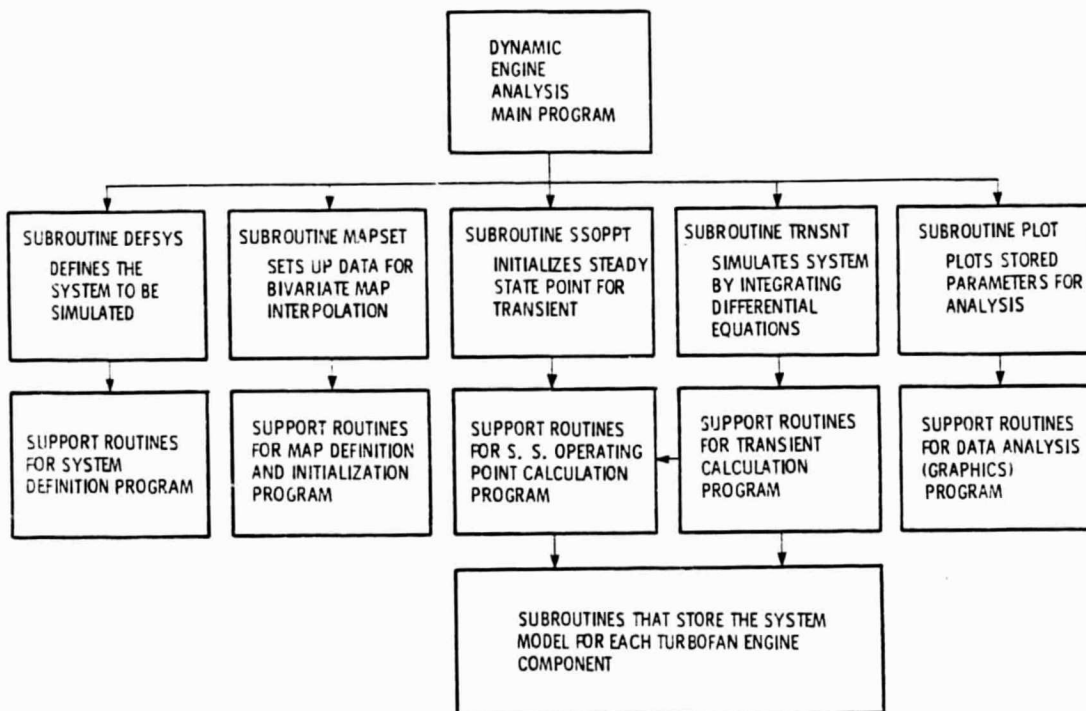 DYNAMIC
ENGINE
ANALYSIS
MAIN PROGRAM
SUBROUTINE DEFSYS
DEFINES THE
SYSTEM TO BE
SIMULATED
SUBROUTINE MAPSET
SETS UP DATA FOR
BIVARIATE MAP
INTERPOLATION
SUBROUTINE SSOPPT
INITIALIZES STEADY
STATE POINT FOR
TRANSIENT
SUBROUTINE TRNSNT
SIMULATES SYSTEM
BY INTEGRATING
DIFFERENTIAL
EQUATIONS
SUBROUTINE PLOT
PLOTS STORED
PARAMETERS FOR
ANALYSIS
SUPPORT ROUTINES
FOR SYSTEM
DEFINITION PROGRAM
SUPPORT ROUTINES
FOR MAP DEFINITION
AND INITIALIZATION
PROGRAM
SUPPORT ROUTINES
FOR S. S. OPERATING
POINT CALCULATION
PROGRAM
SUPPORT ROUTINES
FOR TRANSIENT
CALCULATION
PROGRAM
SUPPORT ROUTINES
FOR DATA ANALYSIS
(GRAPHICS)
PROGRAM
SUBROUTINES THAT STORE THE SYSTEM
MODEL FOR EACH TURBOFAN ENGINE
COMPONENT